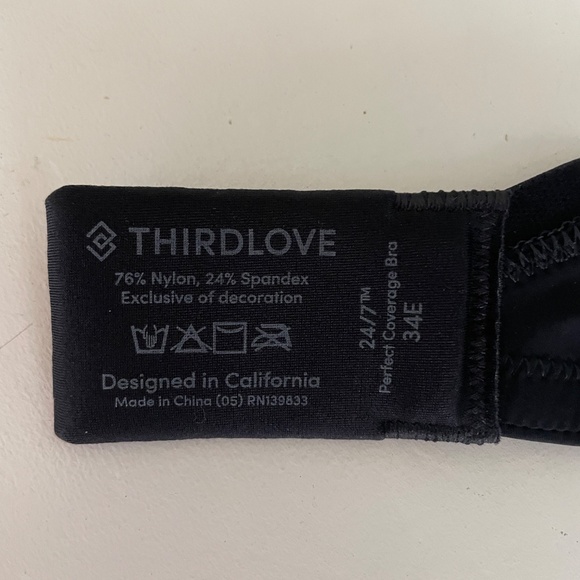 THIRDLOVE
76% Nylon, 24% Spandex
Exclusive of decoration
Designed in California
Made in China (05) RN139833
24/7™
Perfect Coverage Bra
34E